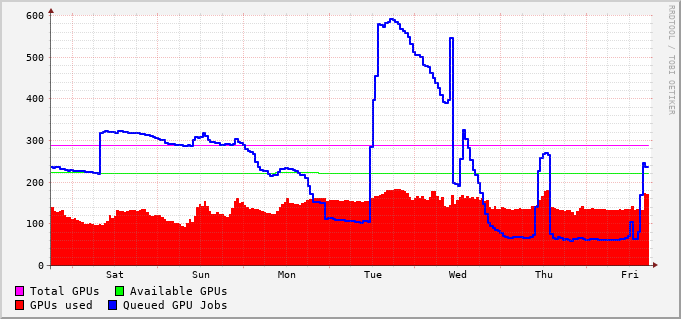 600
500
400
300
200
100
0
Sat Sun Mon Tue Wed Thu Fri
Total GPUs Available GPUs
GPUs used Queued GPU Jobs
RRDTOOL / TOBI OETIKER